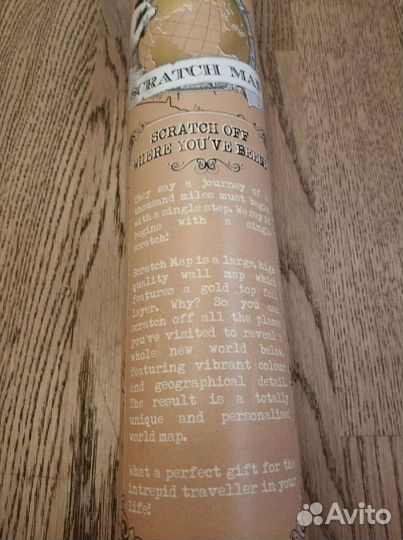 SCRATCH MAP
SCRATCH OFF
WHERE YOU'VE BEEN!
They say a journey of a
thousand miles must begin
with a single step. We say it
begins with a single
scratch!
Scratch Map is a large, high
quality wall map which
features a gold top foil
layer. Why? So you can
scratch off all the places
you've visited to reveal a
whole new world below,
featuring vibrant colour
and geographical detail.
The result is a totally
unique and personalised
world map.
What a perfect gift for the
intrepid traveller in your
life!
Avito